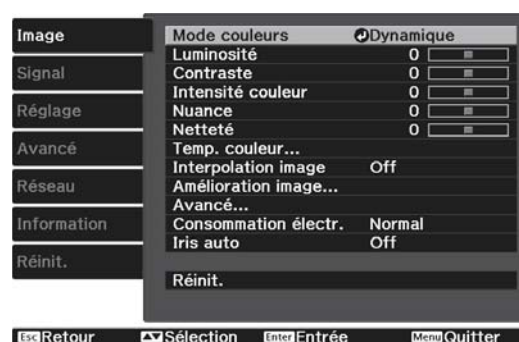 Image
Signal
Réglage
Avancé
Réseau
Information
Réinit.
Mode couleurs Dynamique
Luminosité 0
Contraste 0
Intensité couleur 0
Nuance 0
Netteté 0
Temp. couleur...
Interpolation image Off
Amélioration image...
Avancé...
Consommation électr. Normal
Iris auto Off
Réinit.
Esc Retour Sélection Enter Entrée Menu Quitter